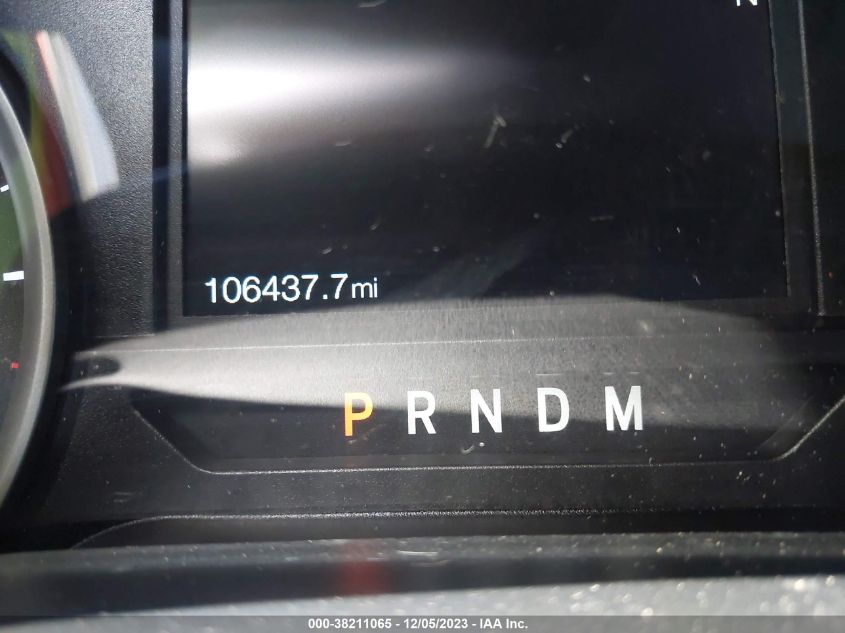 N
106437.7mi
P R N D M
000-38211065 - 12/05/2023 - IAA Inc.